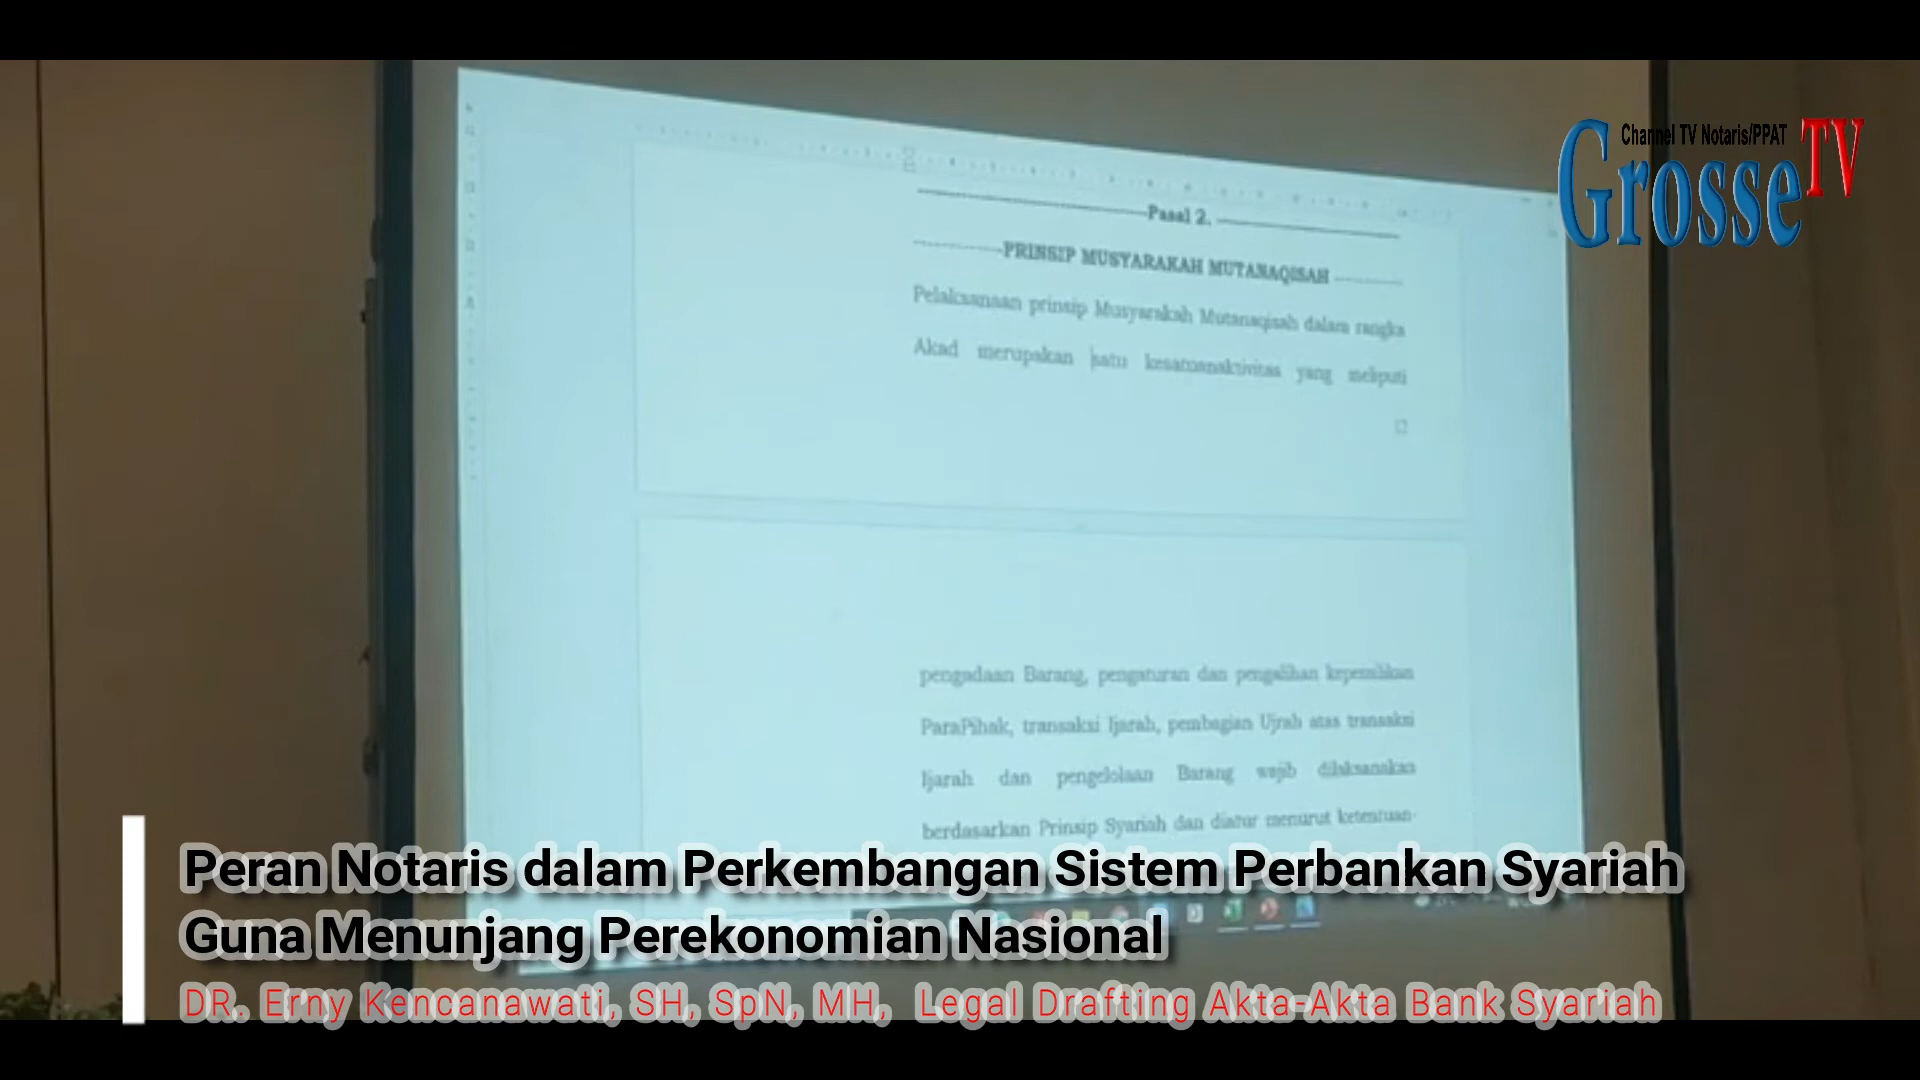 Channel TV Notaris/PPAT
Grosse TV
Pasal 2.
PRINSIP MUSYARAKAH MUTANAQISAH
Pelaksanaan prinsip Musyarakah Mutanaqisah dalam rangka
Akad merupakan satu kesatuanaktivitas yang meliputi
12
pengadaan Barang, pengaturan dan pengalihan kepemilikan
ParaPihak, transaksi Ijarah, pembagian Ujrah atas transaksi
Ijarah dan pengelolaan Barang wajib dilaksanakan
berdasarkan Prinsip Syariah dan diatur menurut ketentuan-
Peran Notaris dalam Perkembangan Sistem Perbankan Syariah
Guna Menunjang Perekonomian Nasional
DR. Erny Kencanawati, SH, SpN, MH, Legal Drafting Akta-Akta Bank Syariah